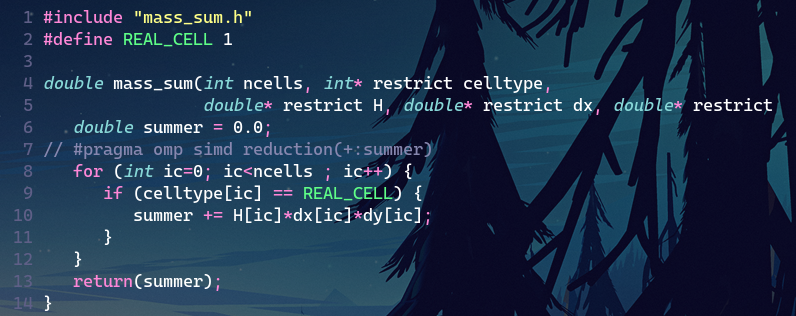 1 #include "mass_sum.h"
2 #define REAL_CELL 1
3
4 double mass_sum(int ncells, int* restrict celltype,
5                 double* restrict H, double* restrict dx, double* restrict
6    double summer = 0.0;
7 // #pragma omp simd reduction(+:summer)
8    for (int ic=0; ic<ncells ; ic++) {
9       if (celltype[ic] == REAL_CELL) {
10          summer += H[ic]*dx[ic]*dy[ic];
11       }
12    }
13    return(summer);
14 }